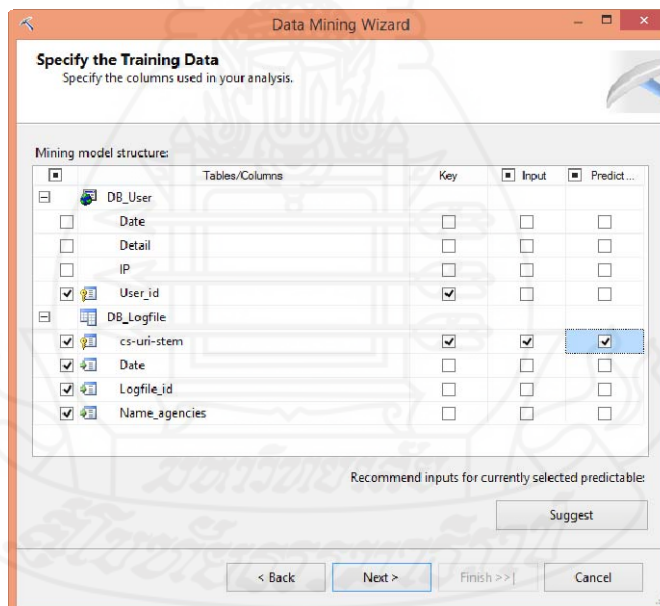 Data Mining Wizard
Specify the Training Data
Specify the columns used in your analysis.
Mining model structure:
Tables/Columns Key Input Predict ...
DB_User
Date
Detail
IP
User_id
DB_Logfile
cs-uri-stem
Date
Logfile_id
Name_agencies
Recommend inputs for currently selected predictable:
Suggest
< Back Next > Finish >>| Cancel